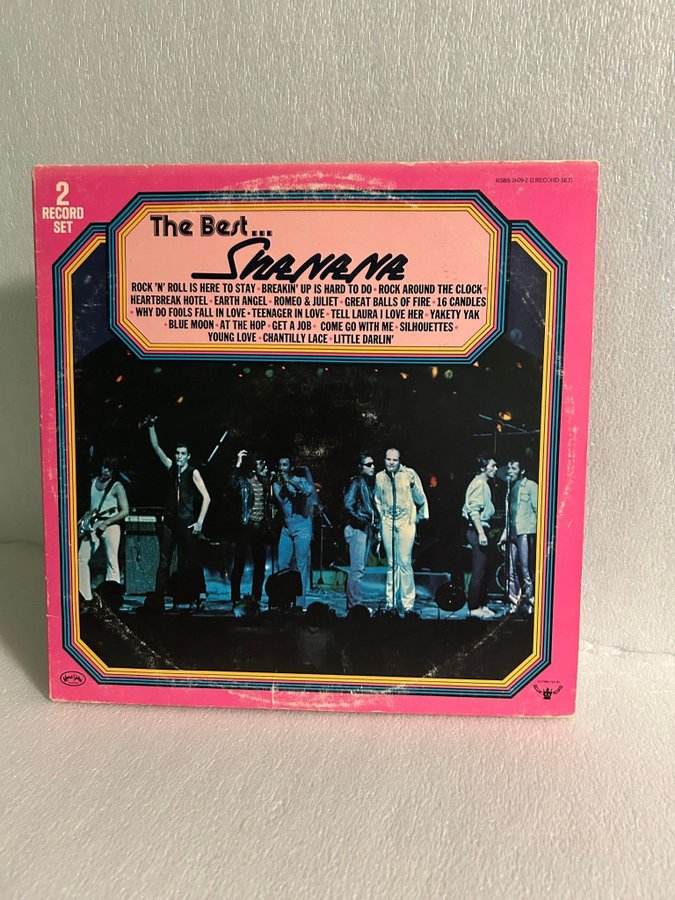 2
RECORD
SET
KSBS 2609-2 (2 RECORD SET)
The Best...
SHANANA
ROCK 'N' ROLL IS HERE TO STAY • BREAKIN' UP IS HARD TO DO • ROCK AROUND THE CLOCK •
HEARTBREAK HOTEL • EARTH ANGEL • ROMEO & JULIET • GREAT BALLS OF FIRE • 16 CANDLES
• WHY DO FOOLS FALL IN LOVE • TEENAGER IN LOVE • TELL LAURA I LOVE HER • YAKETY YAK
• BLUE MOON • AT THE HOP • GET A JOB • COME GO WITH ME • SILHOUETTES •
YOUNG LOVE • CHANTILLY LACE • LITTLE DARLIN'